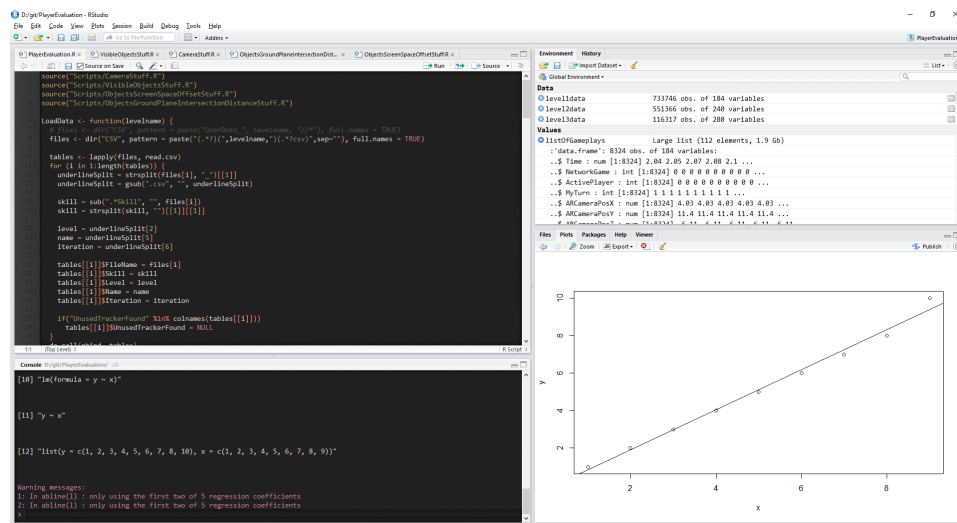 D:/git/PlayerEvaluation - RStudio
File Edit Code View Plots Session Build Debug Tools Help
Go to file/function Addins PlayerEvaluation
PlayerEvaluation.R VisibleObjectsStuff.R CameraStuff.R ObjectsGroundPlaneIntersectionDist... ObjectsScreenSpaceOffsetStuff.R
Source on Save Run Source
source("Scripts/CameraStuff.R")
source("Scripts/VisibleObjectsStuff.R")
source("Scripts/ObjectsScreenSpaceOffsetStuff.R")
source("Scripts/ObjectsGroundPlaneIntersectionDistanceStuff.R")
LoadData <- function(levelname) {
# files <- dir("CSV", pattern = paste("UserData_", levelname, "//*"), full.names = TRUE)
files <- dir("CSV", pattern = paste("(.*?)(",levelname,")(.*?csv)",sep=""), full.names = TRUE)
tables <- lapply(files, read.csv)
for (i in 1:length(tables)) {
underlineSplit = strsplit(files[i], "_")[[1]]
underlineSplit = gsub(".csv", "", underlineSplit)
skill = sub(".*Skill", "", files[i])
skill = strsplit(skill, "")[[1]][[1]]
level = underlineSplit[2]
name = underlineSplit[5]
iteration = underlineSplit[6]
tables[[i]]$FileName = files[i]
tables[[i]]$Skill = skill
tables[[i]]$Level = level
tables[[i]]$Name = name
tables[[i]]$Iteration = iteration
if("UnusedTrackerFound" %in% colnames(tables[[i]]))
tables[[i]]$UnusedTrackerFound = NULL
}
1:1 (Top Level) R Script
Console D:/git/PlayerEvaluation/
[10] "lm(formula = y ~ x)"
[11] "y ~ x"
[12] "list(y = c(1, 2, 3, 4, 5, 6, 7, 8, 10), x = c(1, 2, 3, 4, 5, 6, 7, 8, 9))"
Warning messages:
1: In abline(l) : only using the first two of 5 regression coefficients
2: In abline(l) : only using the first two of 5 regression coefficients
>
Environment History
Import Dataset List
Global Environment
Data
level1data 733746 obs. of 184 variables
level2data 551366 obs. of 240 variables
level3data 116317 obs. of 280 variables
Values
listOfGameplays Large list (112 elements, 1.9 Gb)
:'data.frame': 8324 obs. of 184 variables:
..$ Time : num [1:8324] 2.04 2.05 2.07 2.08 2.1 ...
..$ NetworkGame : int [1:8324] 0 0 0 0 0 0 0 0 0 0 ...
..$ ActivePlayer : int [1:8324] 0 0 0 0 0 0 0 0 0 0 ...
..$ MyTurn : int [1:8324] 1 1 1 1 1 1 1 1 1 1 ...
..$ ARCameraPosX : num [1:8324] 4.03 4.03 4.03 4.03 4.03 ...
..$ ARCameraPosY : num [1:8324] 11.4 11.4 11.4 11.4 11.4 ...
Files Plots Packages Help Viewer
Zoom Export Publish
10
8
6
4
2
y
2 4 6 8
x